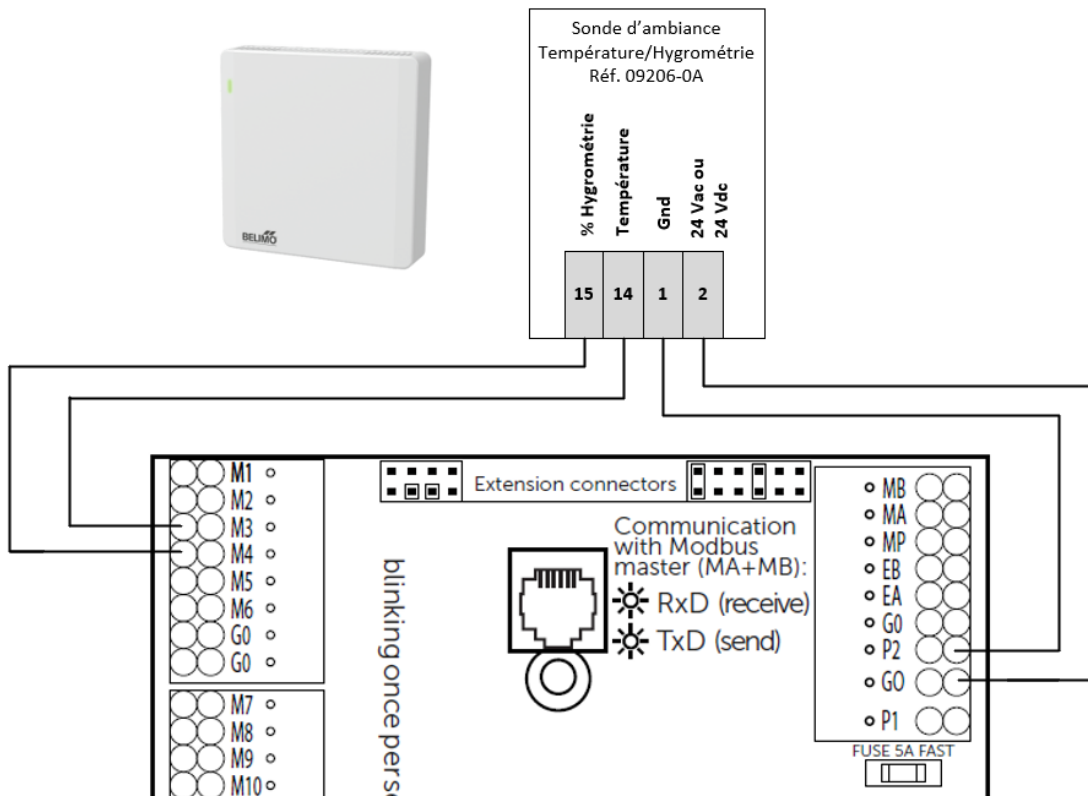 Sonde d'ambiance
Température/Hygrométrie
Réf. 09206-0A
% Hygrométrie
Température
Gnd
24 Vac ou
24 Vdc
15
14
1
2
BELIMO
M1
M2
M3
M4
M5
M6
G0
G0
M7
M8
M9
M10
Extension connectors
Communication
with Modbus
master (MA+MB):
RxD (receive)
TxD (send)
blinking once perse
MB
MA
MP
EB
EA
G0
P2
GO
P1
FUSE 5A FAST